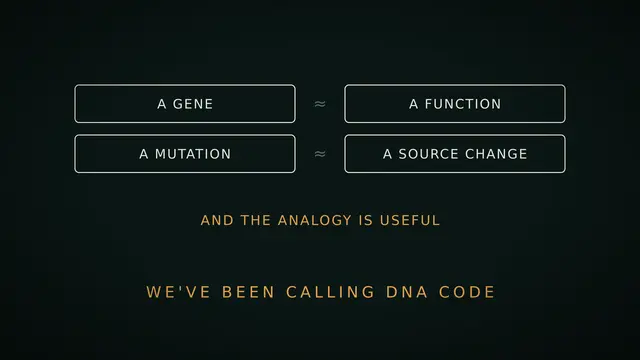 A GENE ≈ A FUNCTION
A MUTATION ≈ A SOURCE CHANGE
AND THE ANALOGY IS USEFUL
WE'VE BEEN CALLING DNA CODE